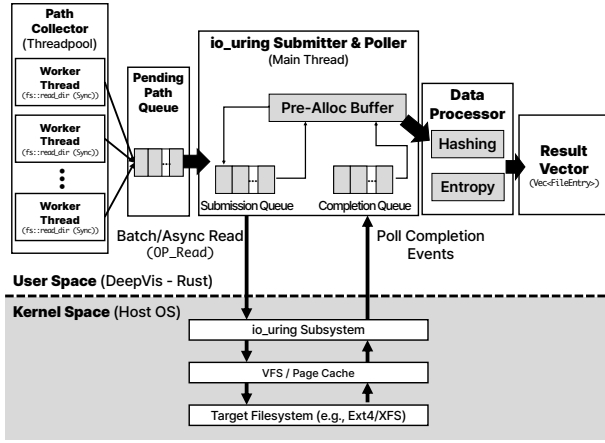 Path
Collector
(Threadpool)
Worker
Thread
(fs::read_dir (Sync))
Worker
Thread
(fs::read_dir (Sync))
Worker
Thread
(fs::read_dir (Sync))
Pending
Path
Queue
...
io_uring Submitter & Poller
(Main Thread)
Pre-Alloc Buffer
...
...
Submission Queue
Completion Queue
Data
Processor
Hashing
Entropy
Result
Vector
(Vec<FileEntry>)
Batch/Async Read
(OP_Read)
Poll Completion
Events
User Space (DeepVis - Rust)
Kernel Space (Host OS)
io_uring Subsystem
VFS / Page Cache
Target Filesystem (e.g., Ext4/XFS)